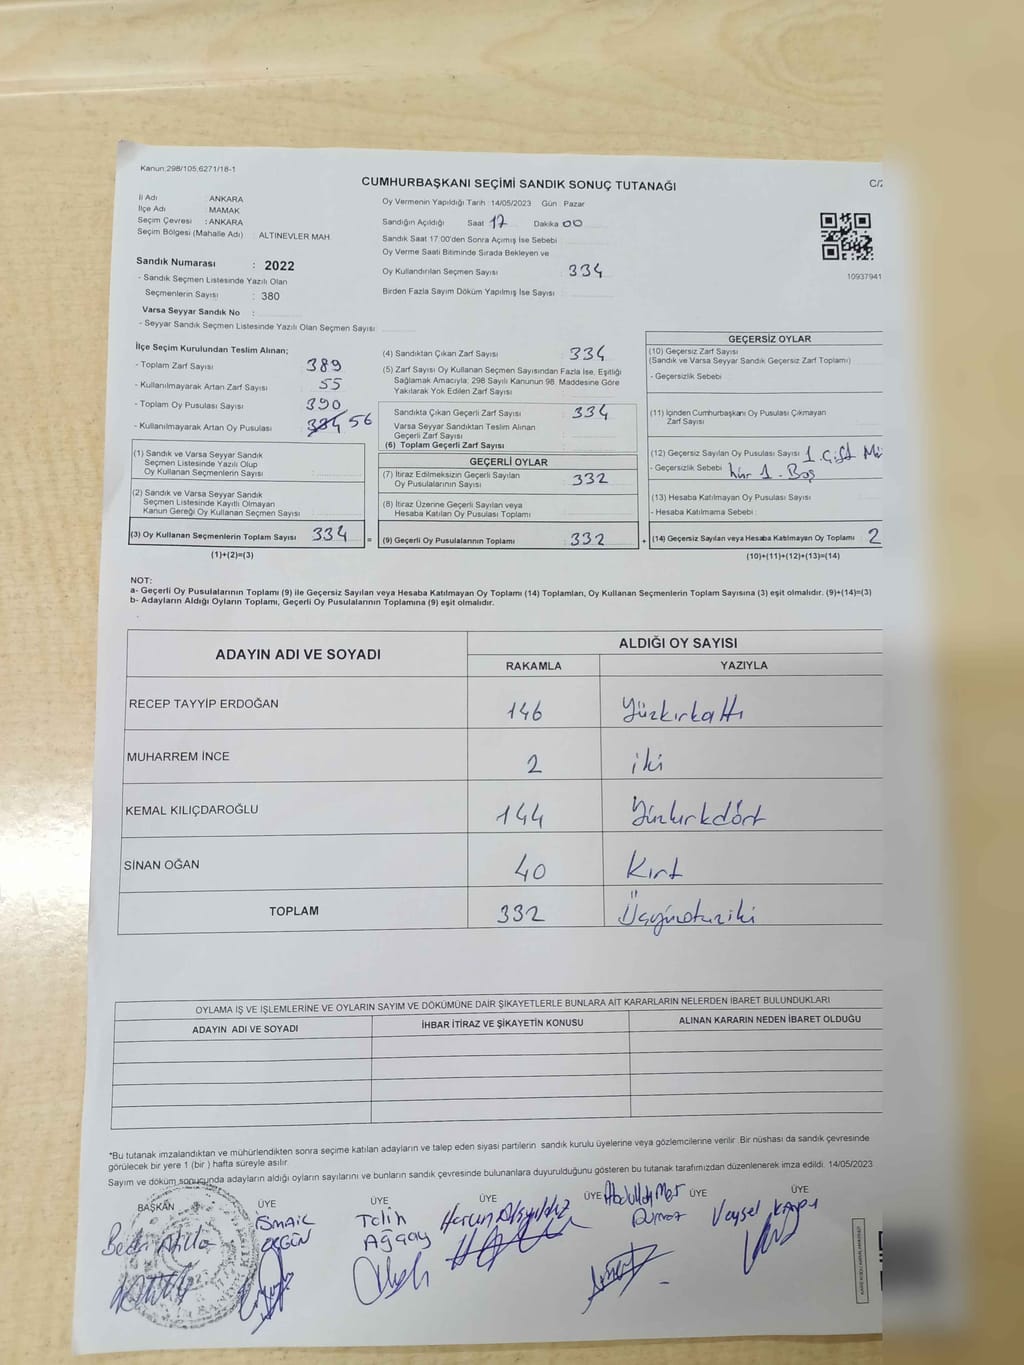 Kanun:298/105;6271/18-1
CUMHURBAŞKANI SEÇİMİ SANDIK SONUÇ TUTANAĞI
İl Adı ANKARA
İlçe Adı : MAMAK
Seçim Çevresi : ANKARA
Seçim Bölgesi (Mahalle Adı) : ALTINEVLER MAH.
Sandık Numarası : 2022
- Sandık Seçmen Listesinde Yazılı Olan
Seçmenlerin Sayısı : 380
Varsa Seyyar Sandık No :
- Seyyar Sandık Seçmen Listesinde Yazılı Olan Seçmen Sayısı:
Oy Vermenin Yapıldığı Tarih : 14/05/2023 Gün : Pazar
Sandığın Açıldığı Saat 17 Dakika 00
Sandık Saat 17:00'den Sonra Açımış İse Sebebi
Oy Verme Saati Bitiminde Sırada Bekleyen ve
Oy Kullandırılan Seçmen Sayısı : 334
Birden Fazla Sayım Döküm Yapılmış İse Sayısı :
10937941
İlçe Seçim Kurulundan Teslim Alınan;
- Toplam Zarf Sayısı : 389
- Kullanılmayarak Artan Zarf Sayısı : 55
- Toplam Oy Pusulası Sayısı : 390
- Kullanılmayarak Artan Oy Pusulası : 334 56
(1) Sandık ve Varsa Seyyar Sandık
Seçmen Listesinde Yazılı Olup
Oy Kullanan Seçmenlerin Sayısı :
(2) Sandık ve Varsa Seyyar Sandık
Seçmen Listesinde Kayıtlı Olmayan
Kanun Gereği Oy Kullanan Seçmen Sayısı :
(3) Oy Kullanan Seçmenlerin Toplam Sayısı 334 =
(1)+(2)=(3)
(4) Sandıktan Çıkan Zarf Sayısı : 334
(5) Zarf Sayısı Oy Kullanan Seçmen Sayısından Fazla İse, Eşitliği
Sağlamak Amacıyla, 298 Sayılı Kanunun 98. Maddesine Göre
Yakılarak Yok Edilen Zarf Sayısı :
Sandıkta Çıkan Geçerli Zarf Sayısı : 334
Varsa Seyyar Sandıktan Teslim Alınan
Geçerli Zarf Sayısı :
(6) Toplam Geçerli Zarf Sayısı
GEÇERLİ OYLAR
(7) İtiraz Edilmeksizin Geçerli Sayılan
Oy Pusulalarının Sayısı : 332
(8) İtiraz Üzerine Geçerli Sayılan veya
Hesaba Katılan Oy Pusulası Toplamı :
(9) Geçerli Oy Pusulalarının Toplamı : 332 +
GEÇERSİZ OYLAR
(10) Geçersiz Zarf Sayısı
(Sandık ve Varsa Seyyar Sandık Geçersiz Zarf Toplamı)
- Geçersizlik Sebebi :
(11) İçinden Cumhurbaşkanı Oy Pusulası Çıkmayan
Zarf Sayısı :
(12) Geçersiz Sayılan Oy Pusulası Sayısı : 1. Çift Mü
- Geçersizlik Sebebi : hür 1. Boş
(13) Hesaba Katılmayan Oy Pusulası Sayısı :
- Hesaba Katılmama Sebebi :
(14) Geçersiz Sayılan veya Hesaba Katılmayan Oy Toplamı : 2
(10)+(11)+(12)+(13)=(14)
NOT:
a- Geçerli Oy Pusulalarının Toplamı (9) ile Geçersiz Sayılan veya Hesaba Katılmayan Oy Toplamı (14) Toplamları, Oy Kullanan Seçmenlerin Toplam Sayısına (3) eşit olmalıdır. (9)+(14)=(3)
b- Adayların Aldığı Oyların Toplamı, Geçerli Oy Pusulalarının Toplamına (9) eşit olmalıdır.
ADAYIN ADI VE SOYADI
ALDIĞI OY SAYISI
RAKAMLA YAZIYLA
RECEP TAYYİP ERDOĞAN 146 Yüzkırkaltı
MUHARREM İNCE 2 iki
KEMAL KILIÇDAROĞLU 144 Yüzkırkdört
SİNAN OĞAN 40 Kırk
TOPLAM 332 Üçyüzotuziki
OYLAMA İŞ VE İŞLEMLERİNE VE OYLARIN SAYIM VE DÖKÜMÜNE DAİR ŞİKAYETLERLE BUNLARA AİT KARARLARIN NELERDEN İBARET BULUNDUKLARI
ADAYIN ADI VE SOYADI İHBAR İTİRAZ VE ŞİKAYETİN KONUSU ALINAN KARARIN NEDEN İBARET OLDUĞU
*Bu tutanak imzalandıktan ve mühürlendikten sonra seçime katılan adayların ve talep eden siyasi partilerin sandık kurulu üyelerine veya gözlemcilerine verilir. Bir nüshası da sandık çevresinde
görülecek bir yere 1 (bir ) hafta süreyle asılır.
Sayım ve döküm sonucunda adayların aldığı oyların sayılarını ve bunların sandık çevresinde bulunanlara duyurulduğunu gösteren bu tutanak tarafımızdan düzenlenerek imza edildi. 14/05/2023
BAŞKAN ÜYE ÜYE ÜYE ÜYE ÜYE ÜYE
İSMAİL
ERGÜN
Talih
Ağçay
Harun
Veysel